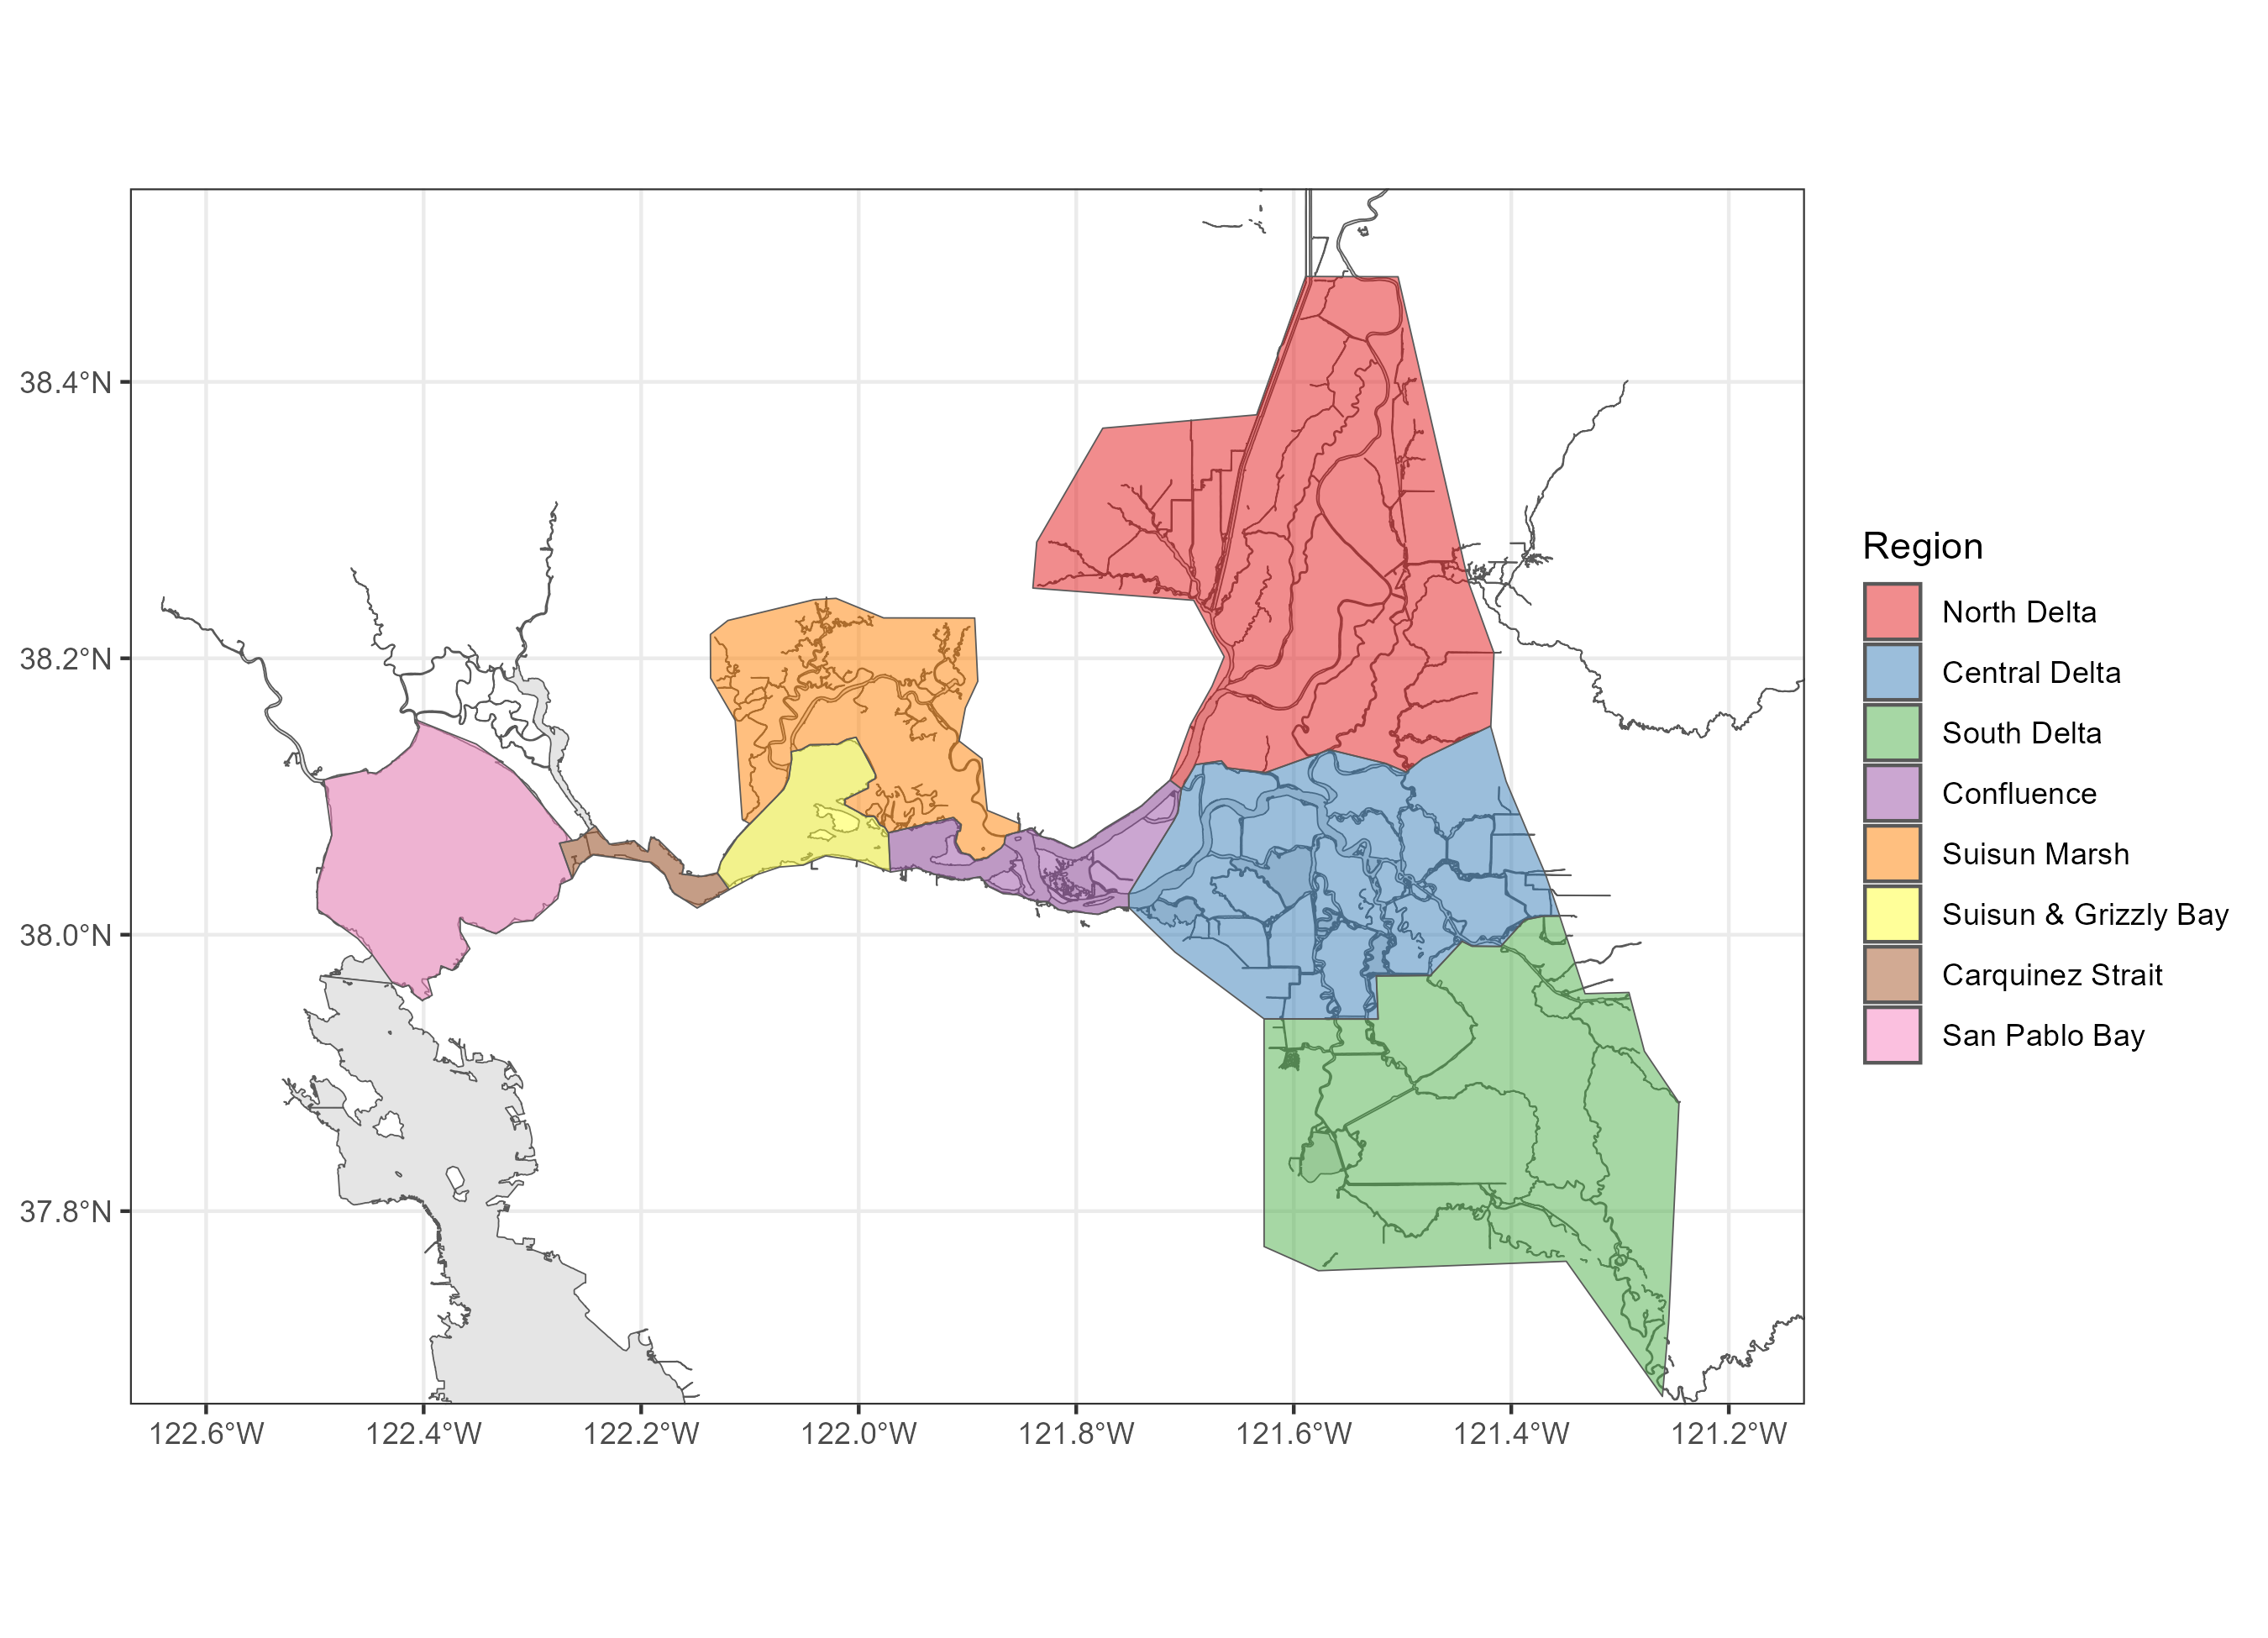 38.4°N
38.2°N
38.0°N
37.8°N
122.6°W
122.4°W
122.2°W
122.0°W
121.8°W
121.6°W
121.4°W
121.2°W
Region
North Delta
Central Delta
South Delta
Confluence
Suisun Marsh
Suisun & Grizzly Bay
Carquinez Strait
San Pablo Bay